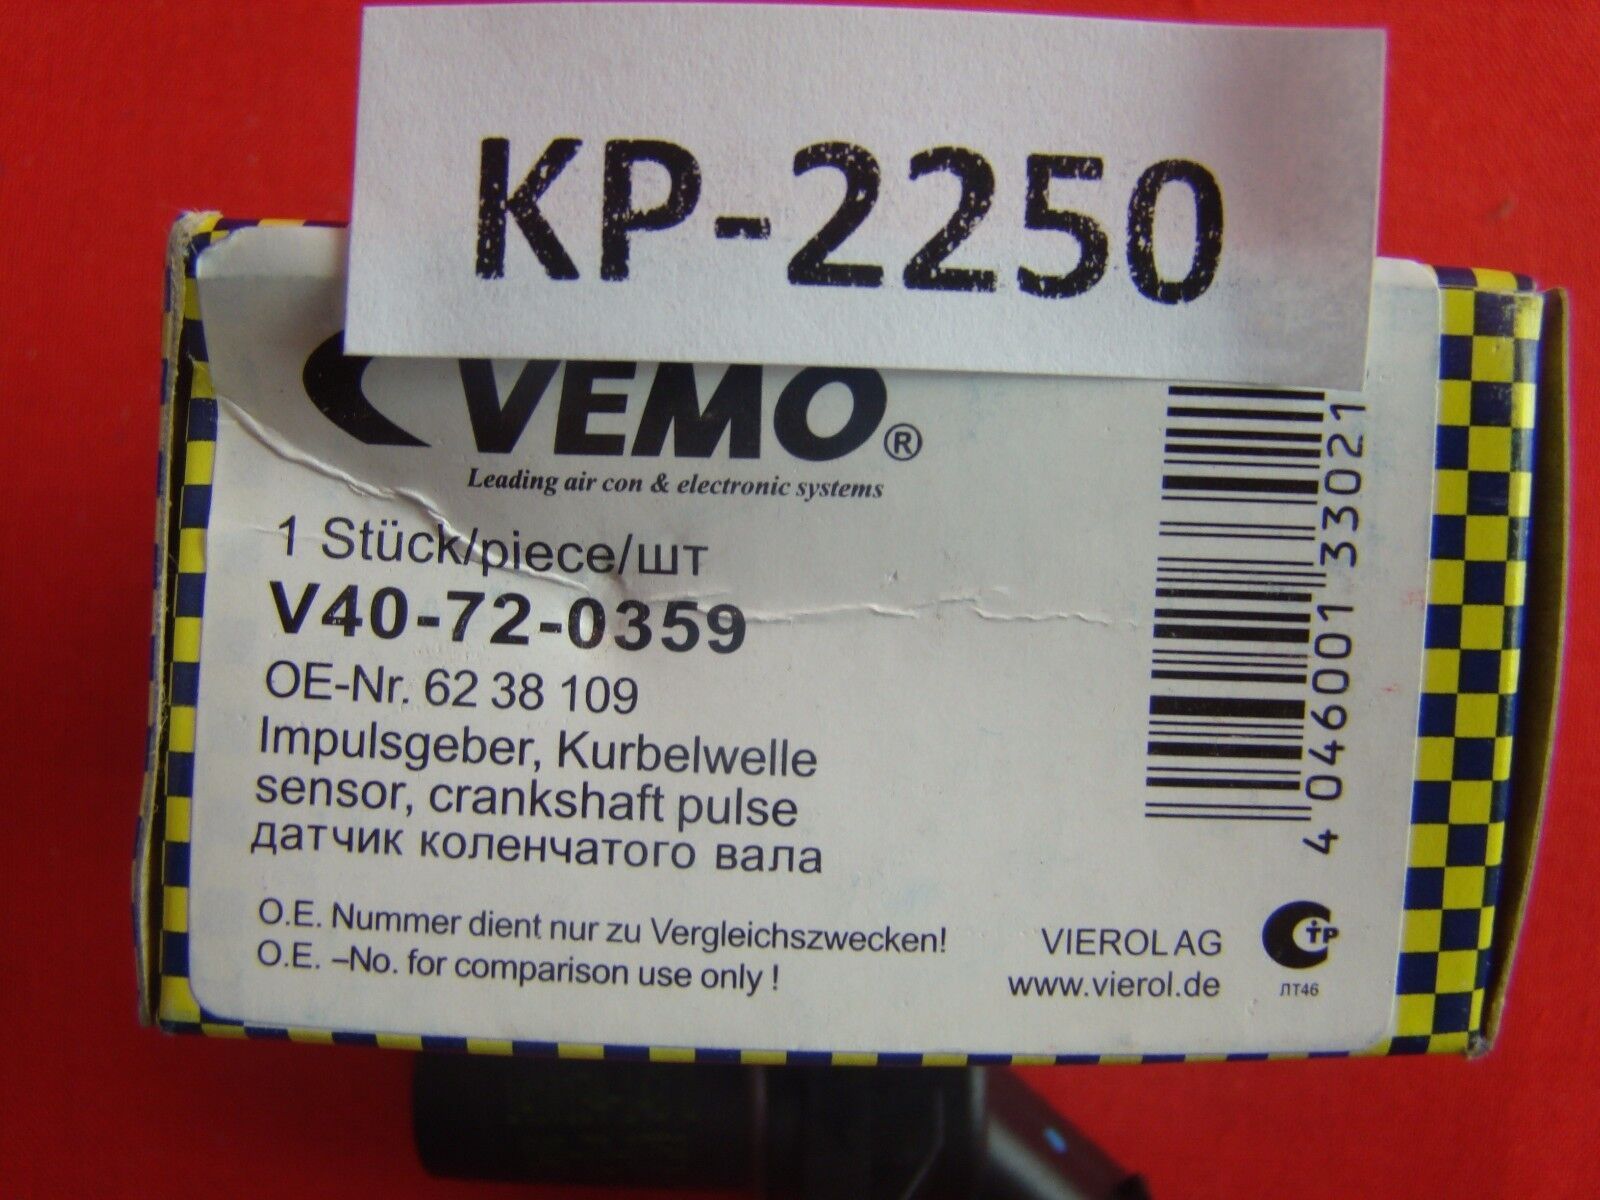 KP-2250
VEMO®
Leading air con & electronic systems
1 Stück/piece/шт
V40-72-0359
OE-Nr. 62 38 109
Impulsgeber, Kurbelwelle
sensor, crankshaft pulse
датчик коленчатого вала
O.E. Nummer dient nur zu Vergleichszwecken!
O.E. –No. for comparison use only !
VIEROL AG
www.vierol.de
4 046001 333021
ЛТ46